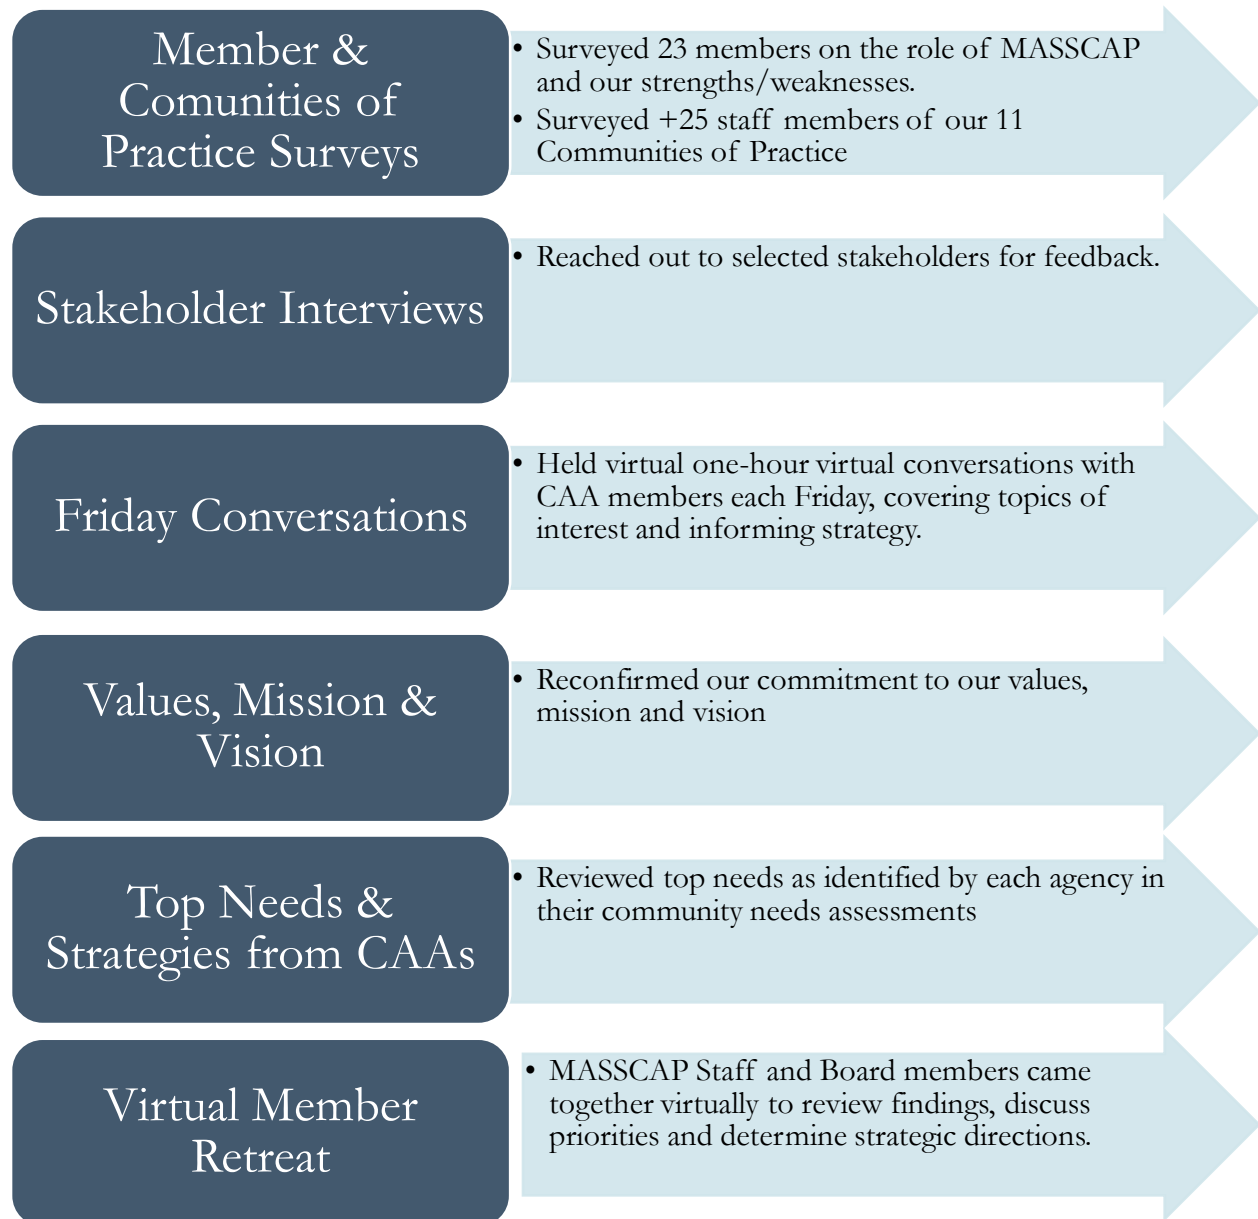 Member &
Comunities of
Practice Surveys
• Surveyed 23 members on the role of MASSCAP
and our strengths/weaknesses.
• Surveyed +25 staff members of our 11
Communities of Practice
Stakeholder Interviews
• Reached out to selected stakeholders for feedback.
Friday Conversations
• Held virtual one-hour virtual conversations with
CAA members each Friday, covering topics of
interest and informing strategy.
Values, Mission &
Vision
• Reconfirmed our commitment to our values,
mission and vision
Top Needs &
Strategies from CAAs
• Reviewed top needs as identified by each agency in
their community needs assessments
Virtual Member
Retreat
• MASSCAP Staff and Board members came
together virtually to review findings, discuss
priorities and determine strategic directions.